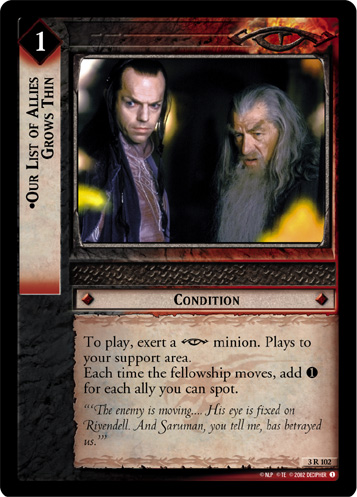 1
•OUR LIST OF ALLIES
GROWS THIN
CONDITION
To play, exert a minion. Plays to
your support area.
Each time the fellowship moves, add 1
for each ally you can spot.
“‘The enemy is moving.... His eye is fixed on
Rivendell. And Saruman, you tell me, has betrayed
us.’”
3 R 102
© NLP ™ TE © 2002 DECIPHER 1